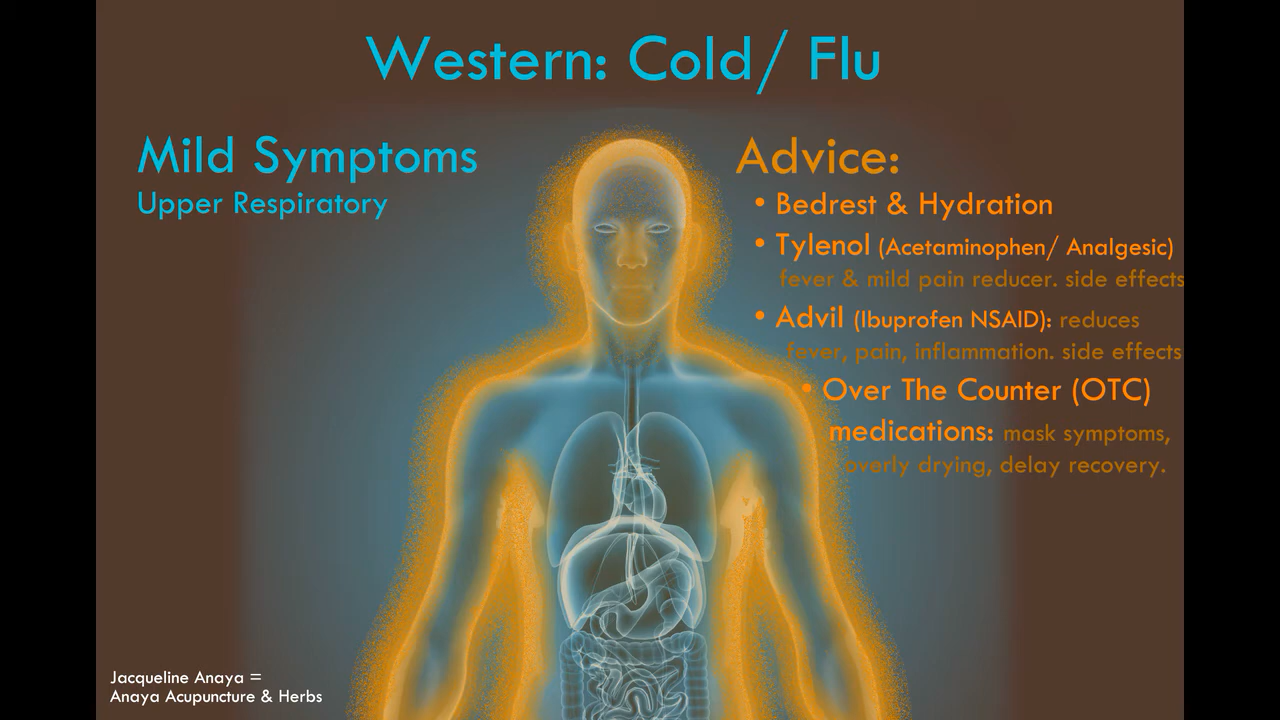 Western: Cold/ Flu
Mild Symptoms
Upper Respiratory
Advice:
• Bedrest & Hydration
• Tylenol (Acetaminophen/ Analgesic)
fever & mild pain reducer. side effects
• Advil (Ibuprofen NSAID): reduces
fever, pain, inflammation. side effects
• Over The Counter (OTC)
medications: mask symptoms,
overly drying, delay recovery.
Jacqueline Anaya =
Anaya Acupuncture & Herbs